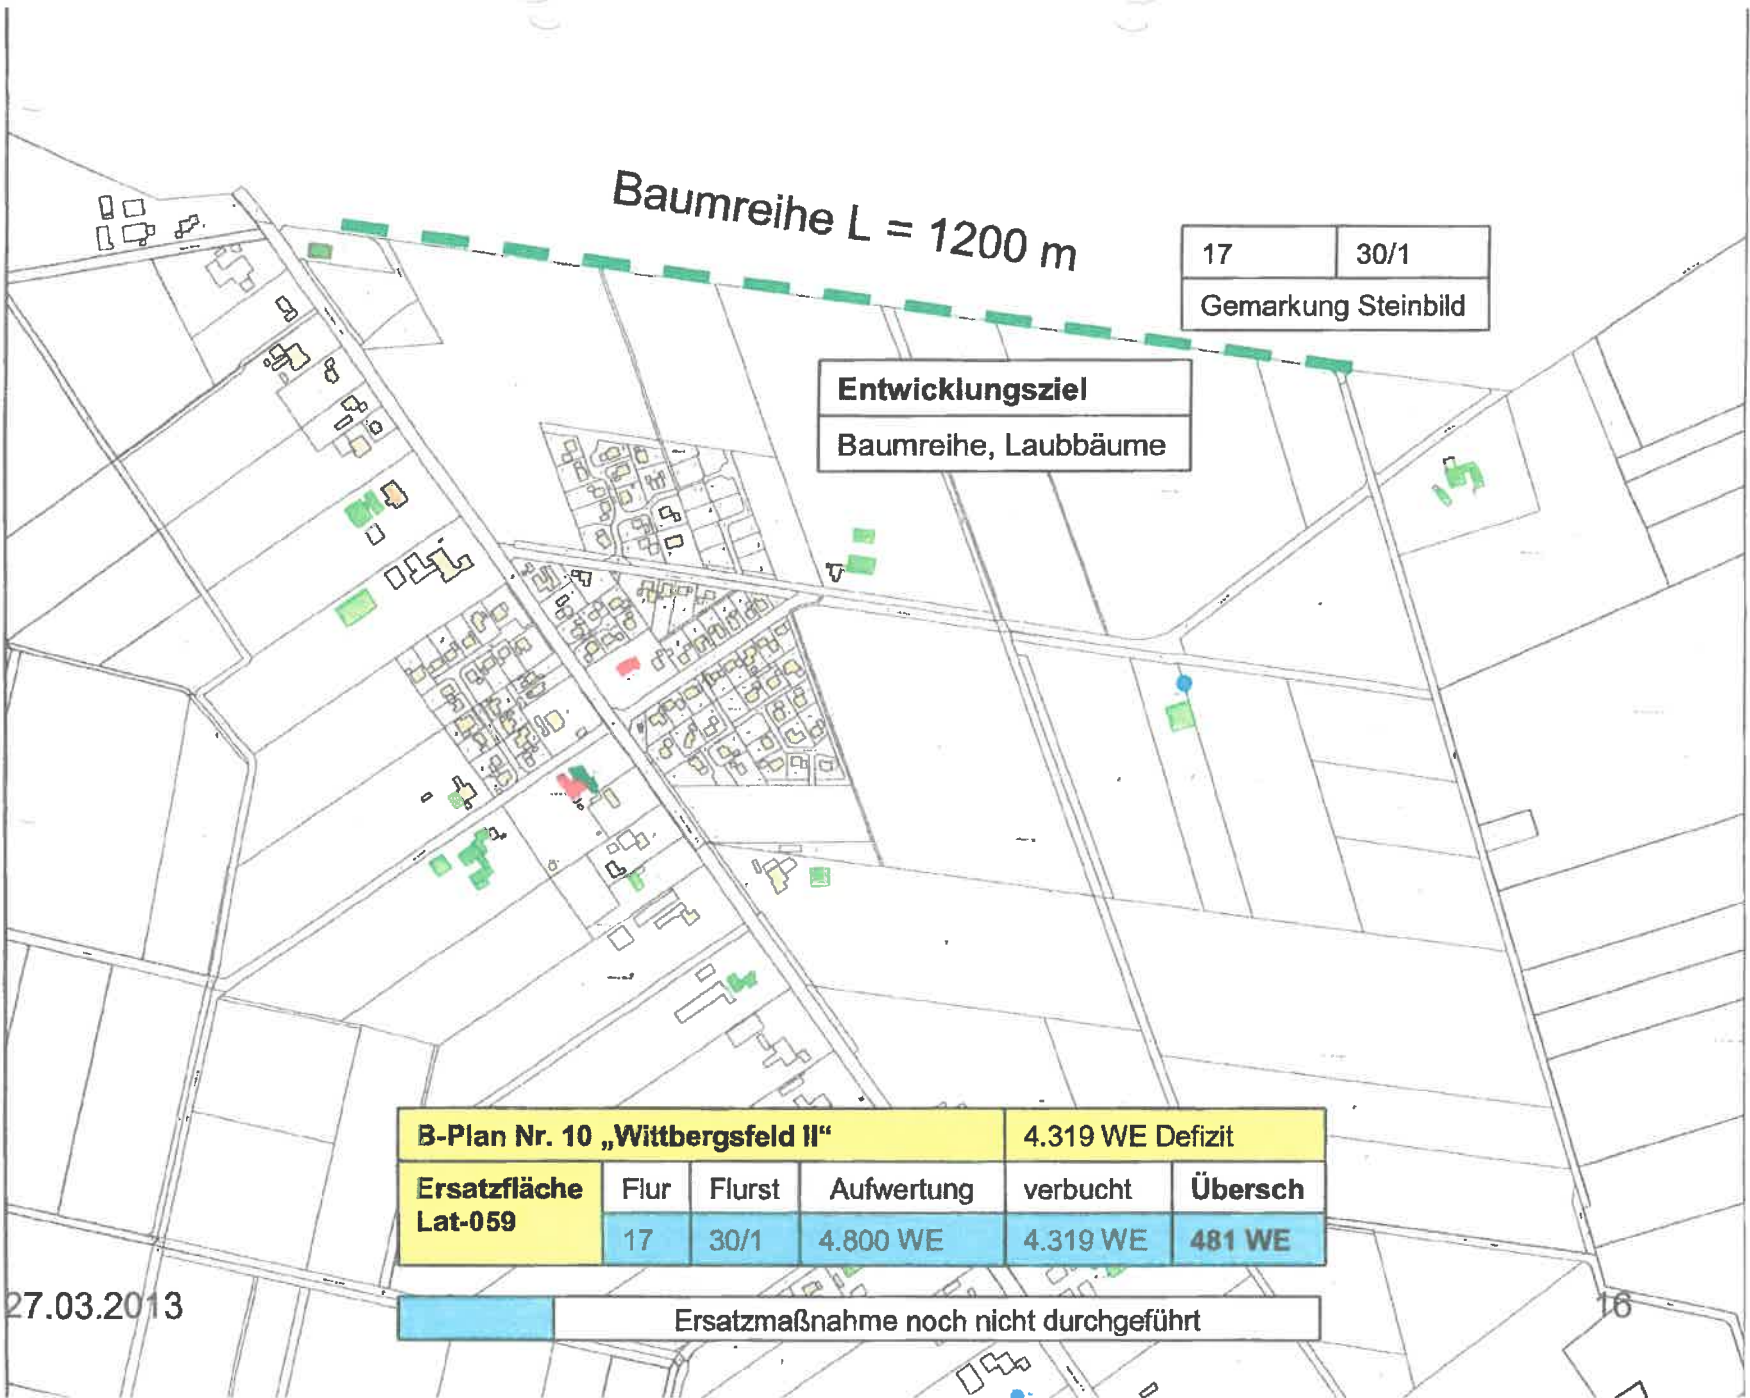 Baumreihe L = 1200 m
17 30/1
Gemarkung Steinbild
Entwicklungsziel
Baumreihe, Laubbäume
B-Plan Nr. 10 „Wittbergsfeld II“ 4.319 WE Defizit
Ersatzfläche Lat-059 Flur Flurst Aufwertung verbucht Übersch
17 30/1 4.800 WE 4.319 WE 481 WE
Ersatzmaßnahme noch nicht durchgeführt
27.03.2013
16